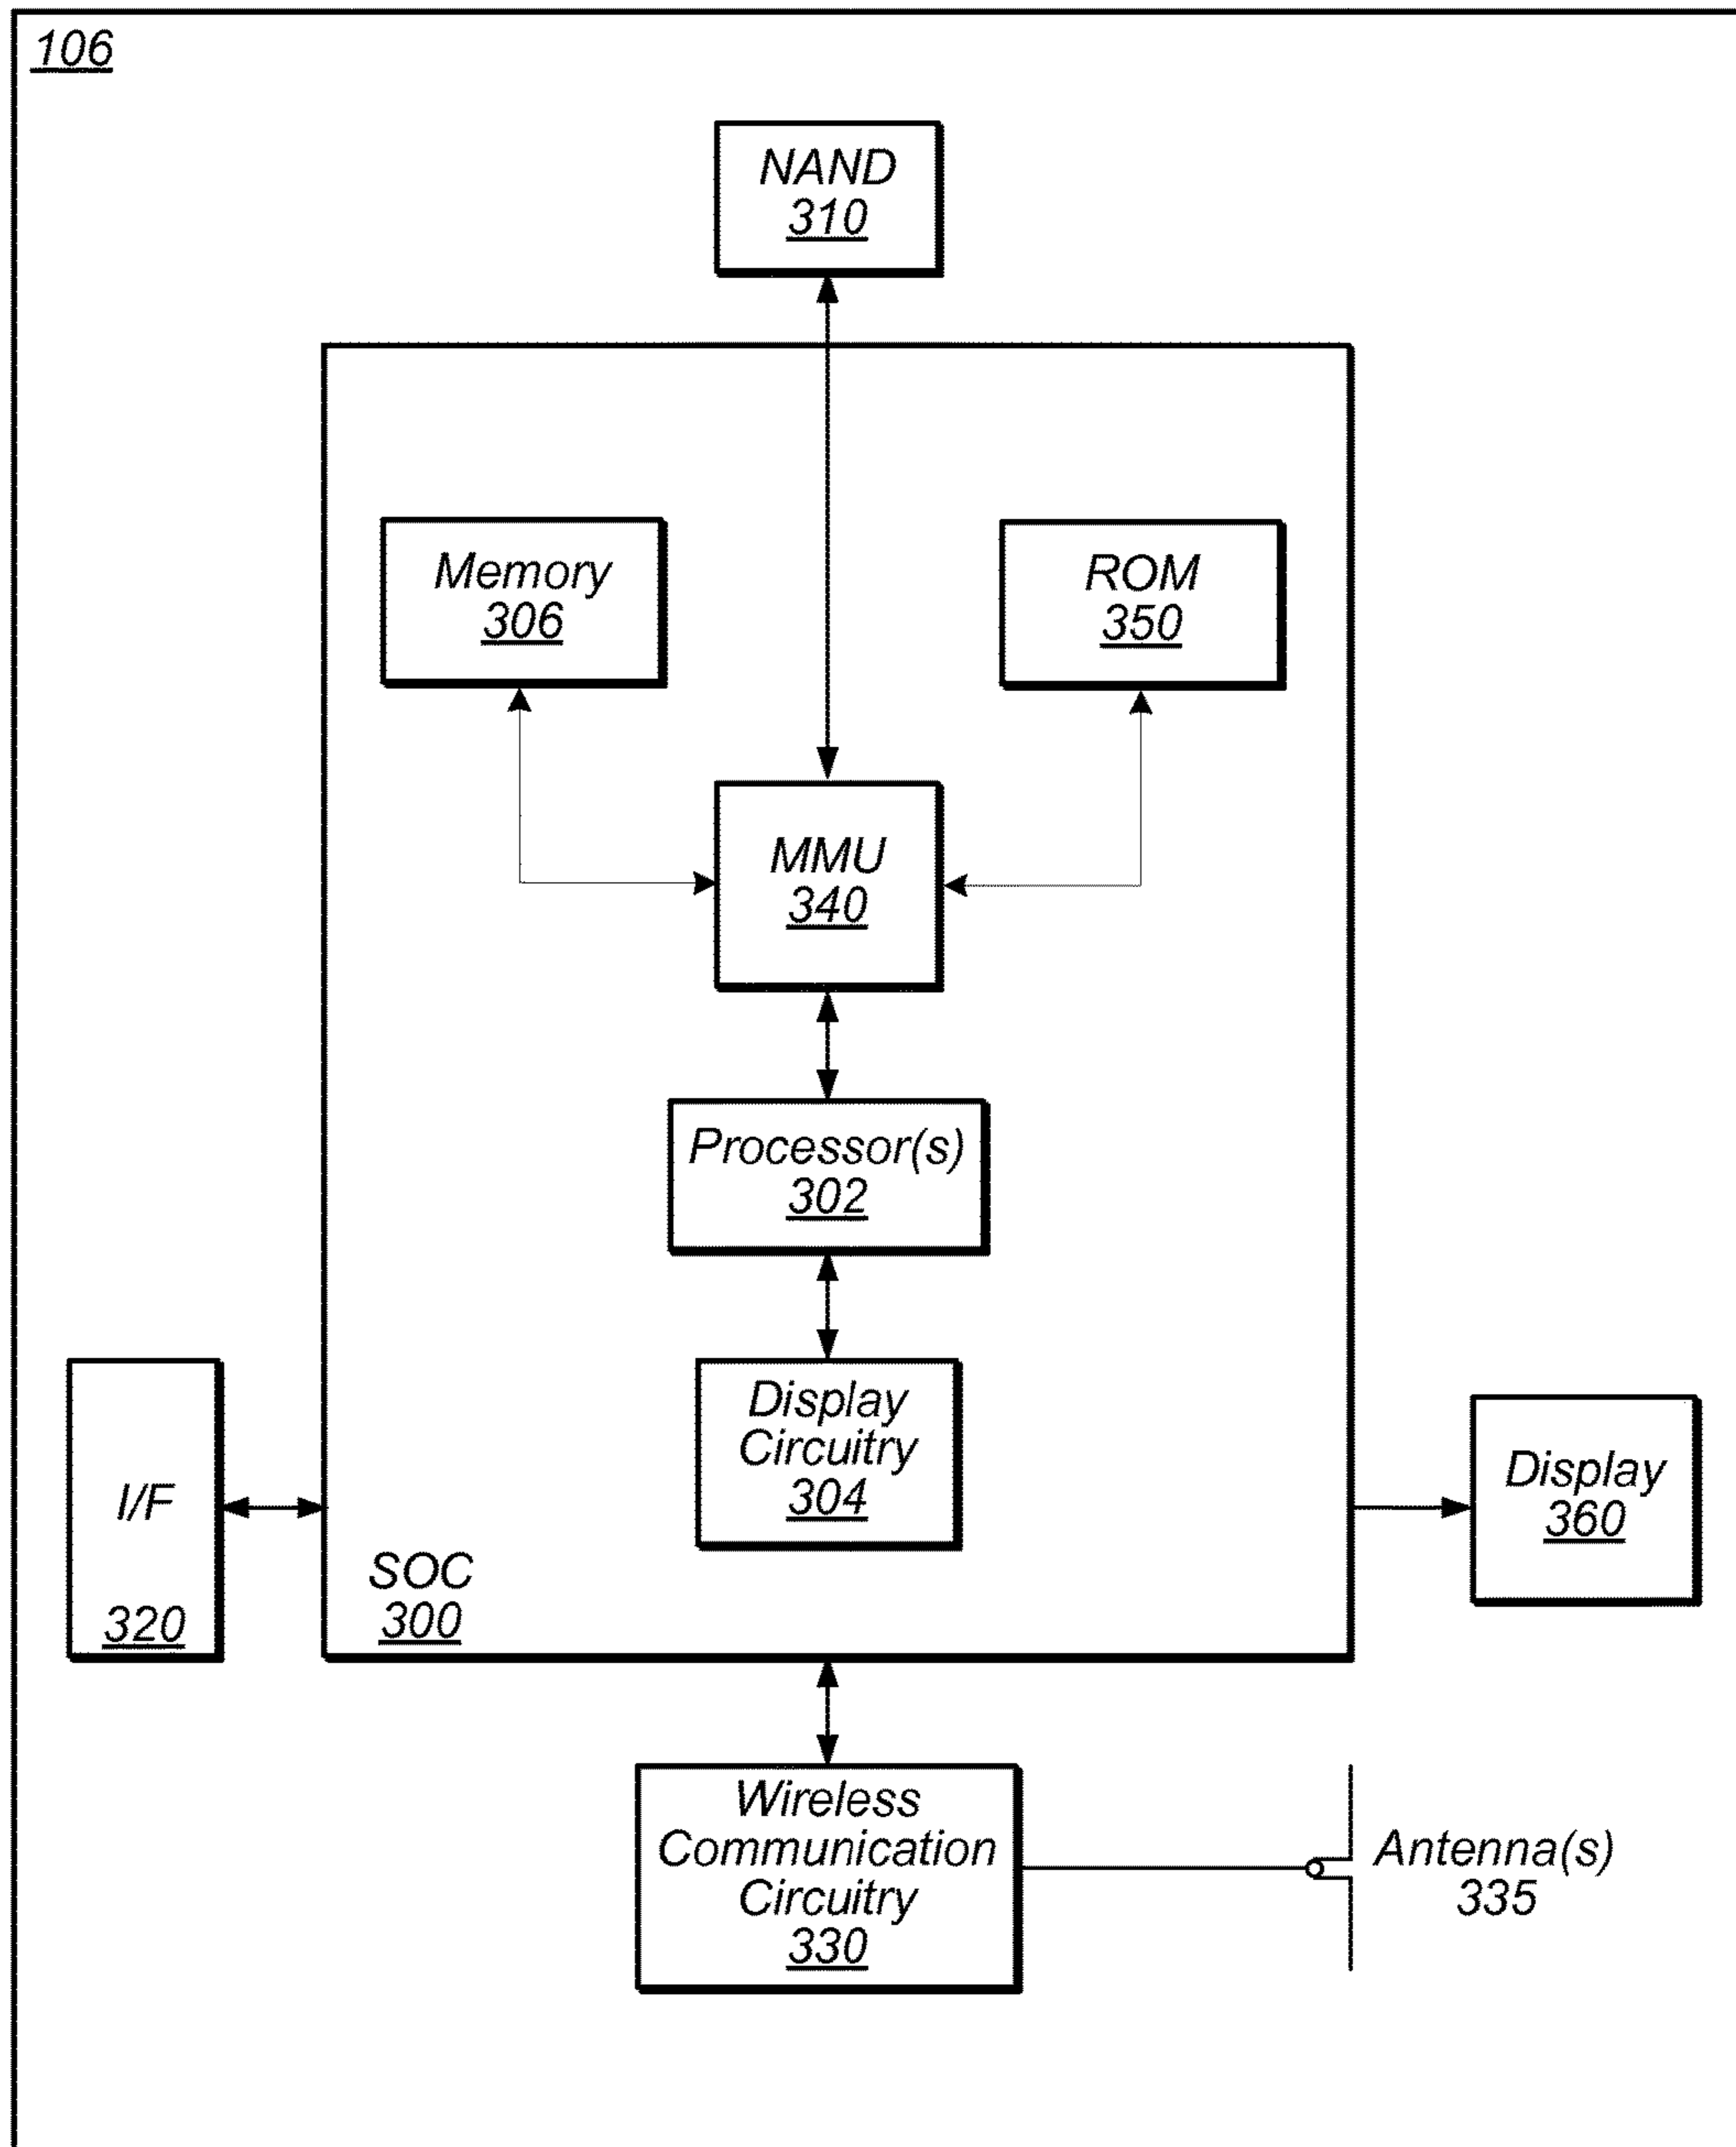 106
NAND
310
Memory
306
ROM
350
MMU
340
Processor(s)
302
Display
Circuitry
304
I/F
320
SOC
300
Display
360
Wireless
Communication
Circuitry
330
Antenna(s)
335